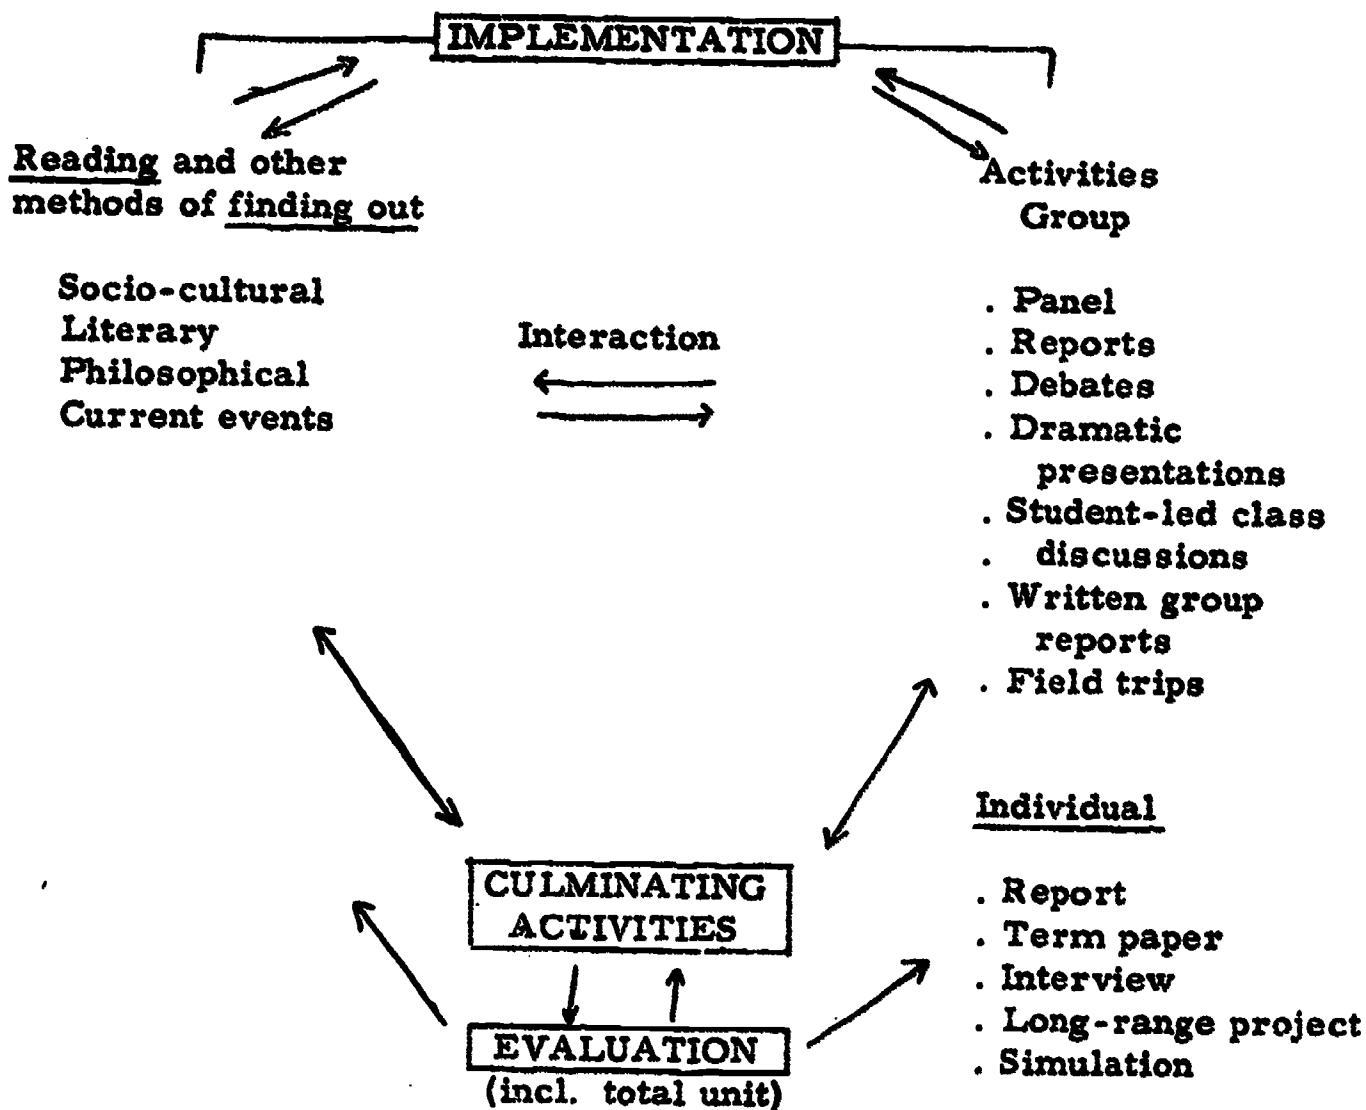 IMPLEMENTATION
Reading and other
methods of finding out
Socio-cultural
Literary
Philosophical
Current events
Interaction
Activities
Group
. Panel
. Reports
. Debates
. Dramatic
presentations
. Student-led class
. discussions
. Written group
reports
. Field trips
Individual
. Report
. Term paper
. Interview
. Long-range project
. Simulation
CULMINATING
ACTIVITIES
EVALUATION
(incl. total unit)